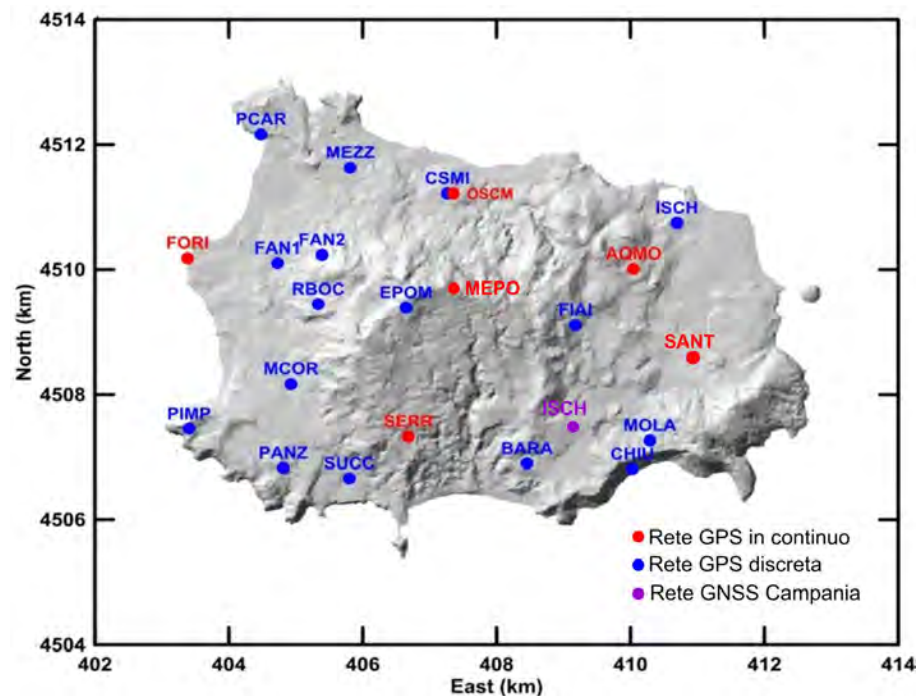 4514
4512
4510
4508
4506
4504
North (km)
PCAR
MEZZ
CSMI
OSCM
ISCH
FORI
FAN1
FAN2
AQMO
RBOC
EPOM
MEPO
FIAI
SANT
MCOR
PIMP
SERR
ISCH
MOLA
PANZ
SUCC
BARA
CHIU
Rete GPS in continuo
Rete GPS discreta
Rete GNSS Campania
402
404
406
408
410
412
414
East (km)